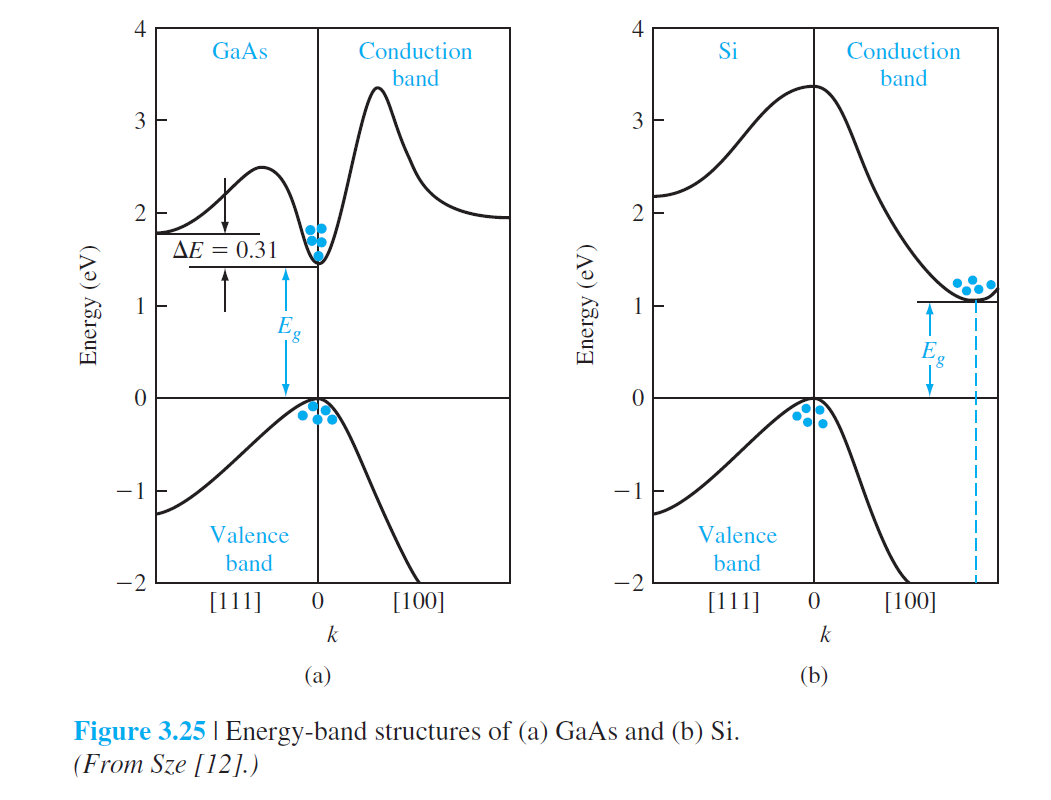 4
GaAs
Conduction
band
3
2
ΔE = 0.31
1
E_g
Energy (eV)
0
−1
Valence
band
−2
[111]
0
[100]
k
(a)
4
Si
Conduction
band
3
2
1
E_g
Energy (eV)
0
−1
Valence
band
−2
[111]
0
[100]
k
(b)
Figure 3.25 | Energy-band structures of (a) GaAs and (b) Si.
(From Sze [12].)